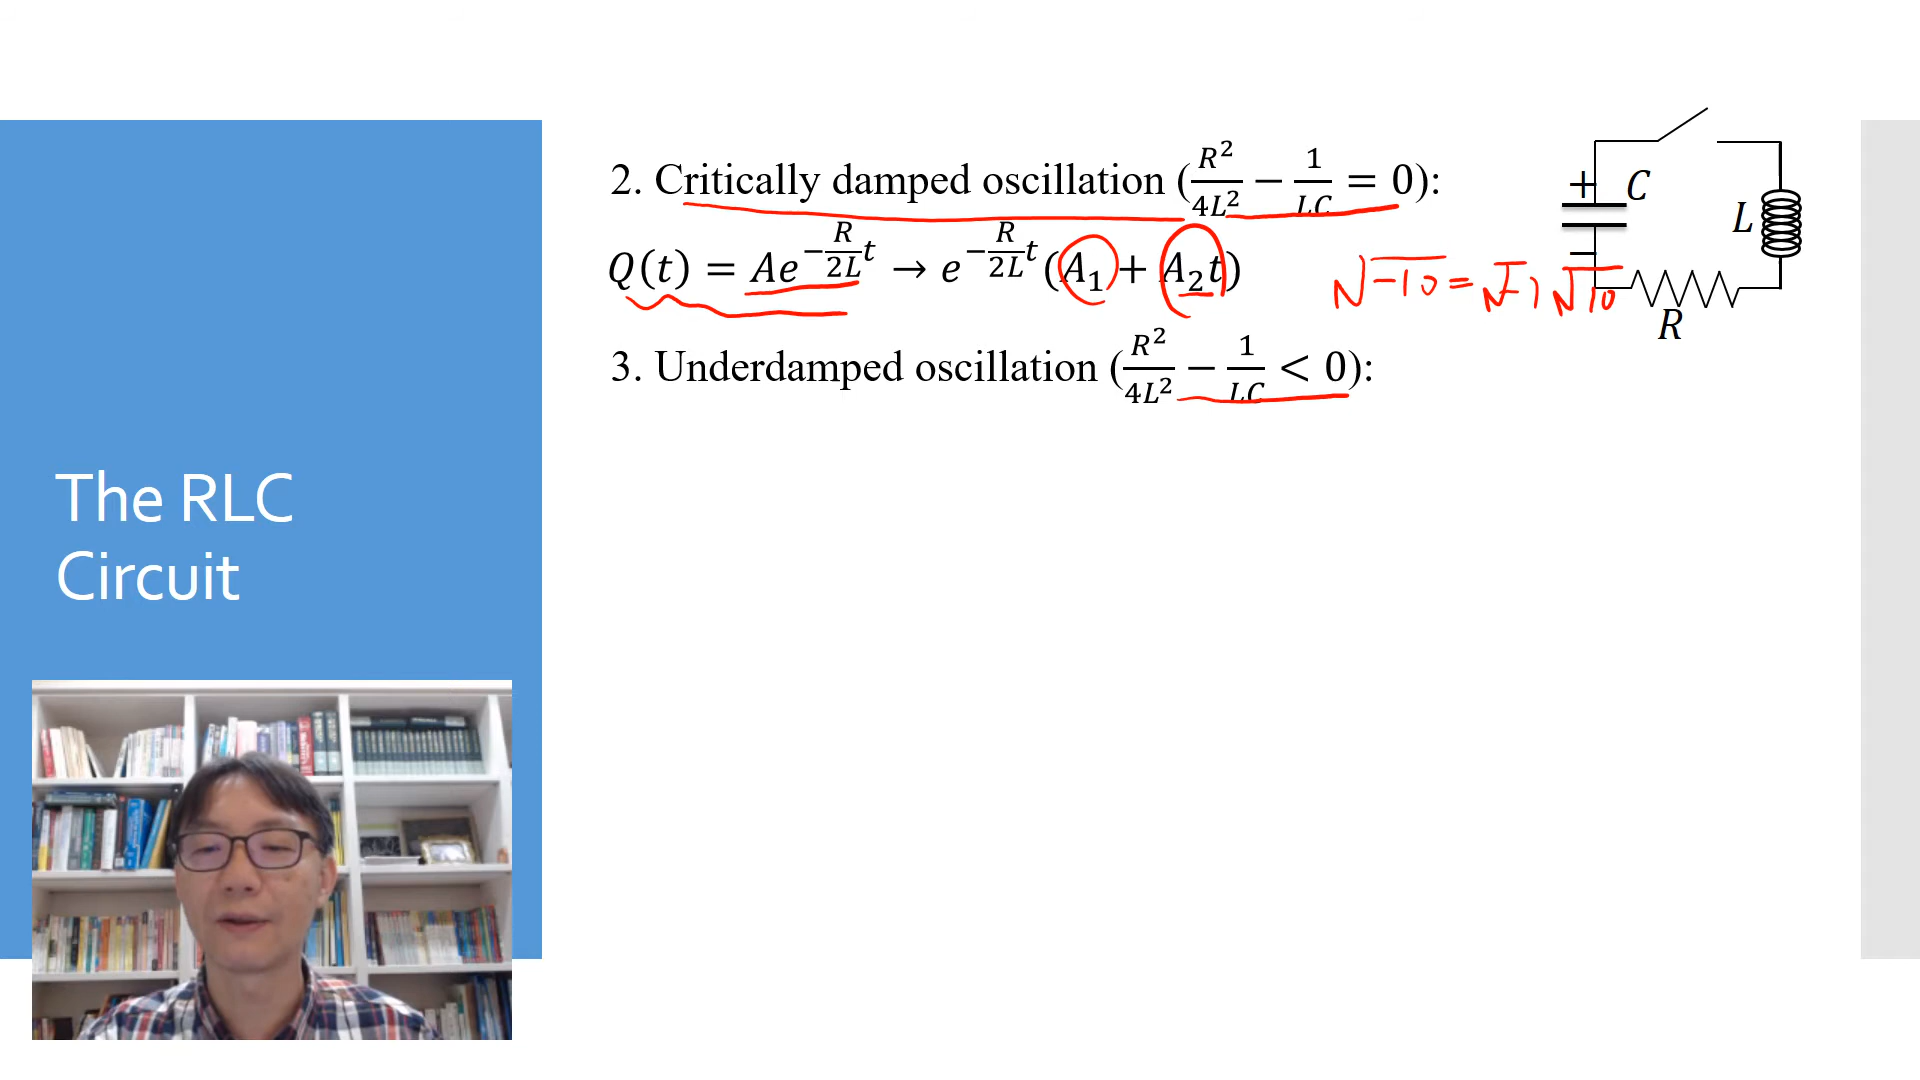 The RLC
Circuit
2. Critically damped oscillation (R²/4L² − 1/LC = 0):
Q(t) = Ae^(−R/2L t) → e^(−R/2L t)(A₁ + A₂t)
3. Underdamped oscillation (R²/4L² − 1/LC < 0):
√−10 = √−1 √10
+ C
−
L
R